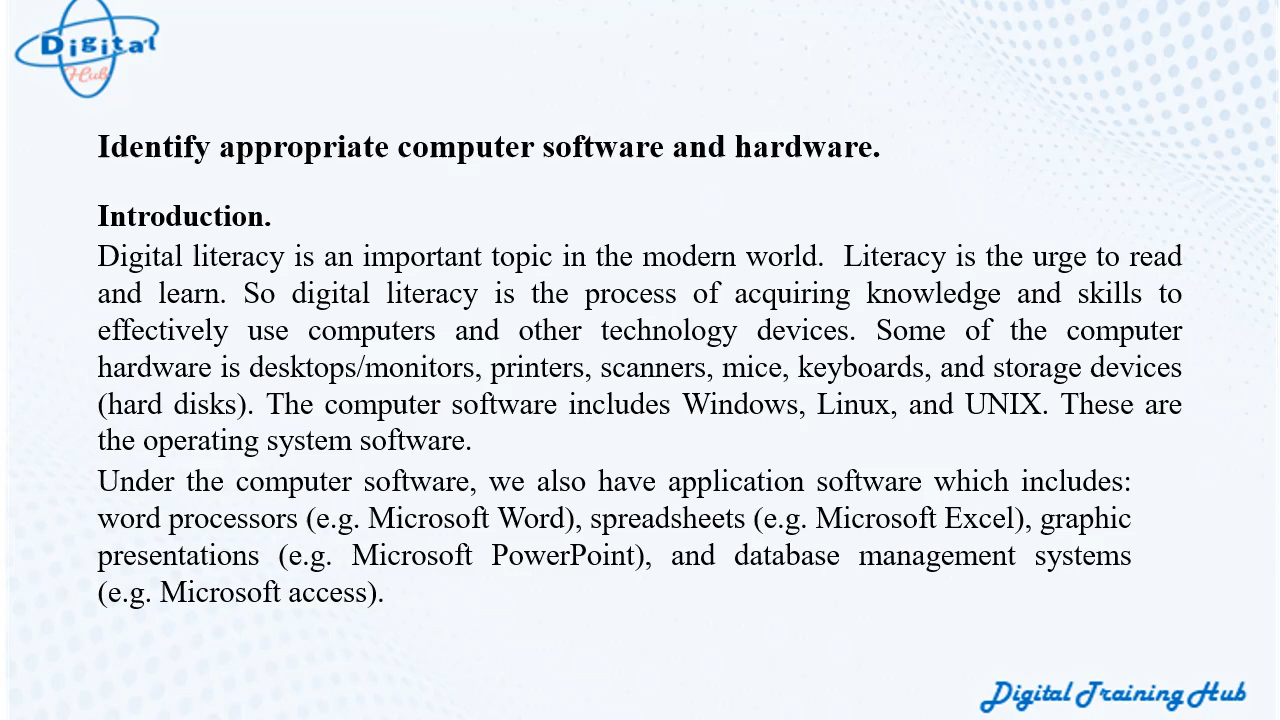 Digital
Hub
Identify appropriate computer software and hardware.
Introduction.
Digital literacy is an important topic in the modern world.  Literacy is the urge to read
and learn. So digital literacy is the process of acquiring knowledge and skills to
effectively use computers and other technology devices. Some of the computer
hardware is desktops/monitors, printers, scanners, mice, keyboards, and storage devices
(hard disks). The computer software includes Windows, Linux, and UNIX. These are
the operating system software.
Under the computer software, we also have application software which includes:
word processors (e.g. Microsoft Word), spreadsheets (e.g. Microsoft Excel), graphic
presentations (e.g. Microsoft PowerPoint), and database management systems
(e.g. Microsoft access).
Digital Training Hub